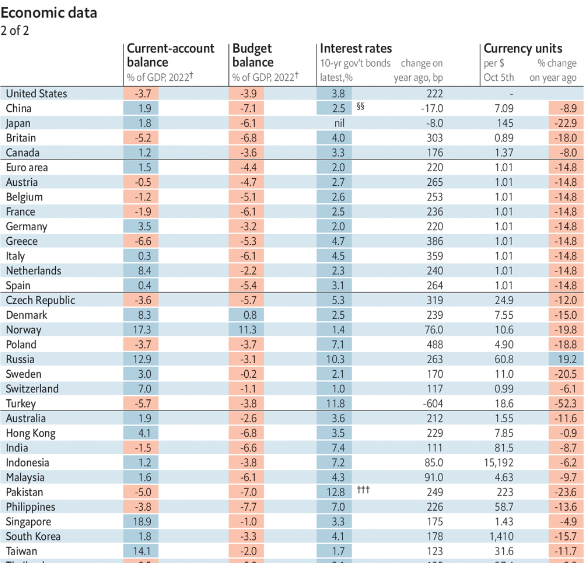 Economic data
2 of 2
Current-account balance Budget balance Interest rates Currency units
% of GDP, 2022† % of GDP, 2022† 10-yr gov't bonds latest,% change on year ago, bp per $ Oct 5th % change on year ago
United States -3.7 -3.9 3.8 222 -
China 1.9 -7.1 2.5 §§ -17.0 7.09 -8.9
Japan 1.8 -6.1 nil -8.0 145 -22.9
Britain -5.2 -6.8 4.0 303 0.89 -18.0
Canada 1.2 -3.6 3.3 176 1.37 -8.0
Euro area 1.5 -4.4 2.0 220 1.01 -14.8
Austria -0.5 -4.7 2.7 265 1.01 -14.8
Belgium -1.2 -5.1 2.6 253 1.01 -14.8
France -1.9 -6.1 2.5 236 1.01 -14.8
Germany 3.5 -3.2 2.0 220 1.01 -14.8
Greece -6.6 -5.3 4.7 386 1.01 -14.8
Italy 0.3 -6.1 4.5 359 1.01 -14.8
Netherlands 8.4 -2.2 2.3 240 1.01 -14.8
Spain 0.4 -5.4 3.1 264 1.01 -14.8
Czech Republic -3.6 -5.7 5.3 319 24.9 -12.0
Denmark 8.3 0.8 2.5 239 7.55 -15.0
Norway 17.3 11.3 1.4 76.0 10.6 -19.8
Poland -3.7 -3.7 7.1 488 4.90 -18.8
Russia 12.9 -3.1 10.3 263 60.8 19.2
Sweden 3.0 -0.2 2.1 170 11.0 -20.5
Switzerland 7.0 -1.1 1.0 117 0.99 -6.1
Turkey -5.7 -3.8 11.8 -604 18.6 -52.3
Australia 1.9 -2.6 3.6 212 1.55 -11.6
Hong Kong 4.1 -6.8 3.5 229 7.85 -0.9
India -1.5 -6.6 7.4 111 81.5 -8.7
Indonesia 1.2 -3.8 7.2 85.0 15,192 -6.2
Malaysia 1.6 -6.1 4.3 91.0 4.63 -9.7
Pakistan -5.0 -7.0 12.8 ††† 249 223 -23.6
Philippines -3.8 -7.7 7.0 226 58.7 -13.6
Singapore 18.9 -1.0 3.3 175 1.43 -4.9
South Korea 1.8 -3.3 4.1 178 1,410 -15.7
Taiwan 14.1 -2.0 1.7 123 31.6 -11.7